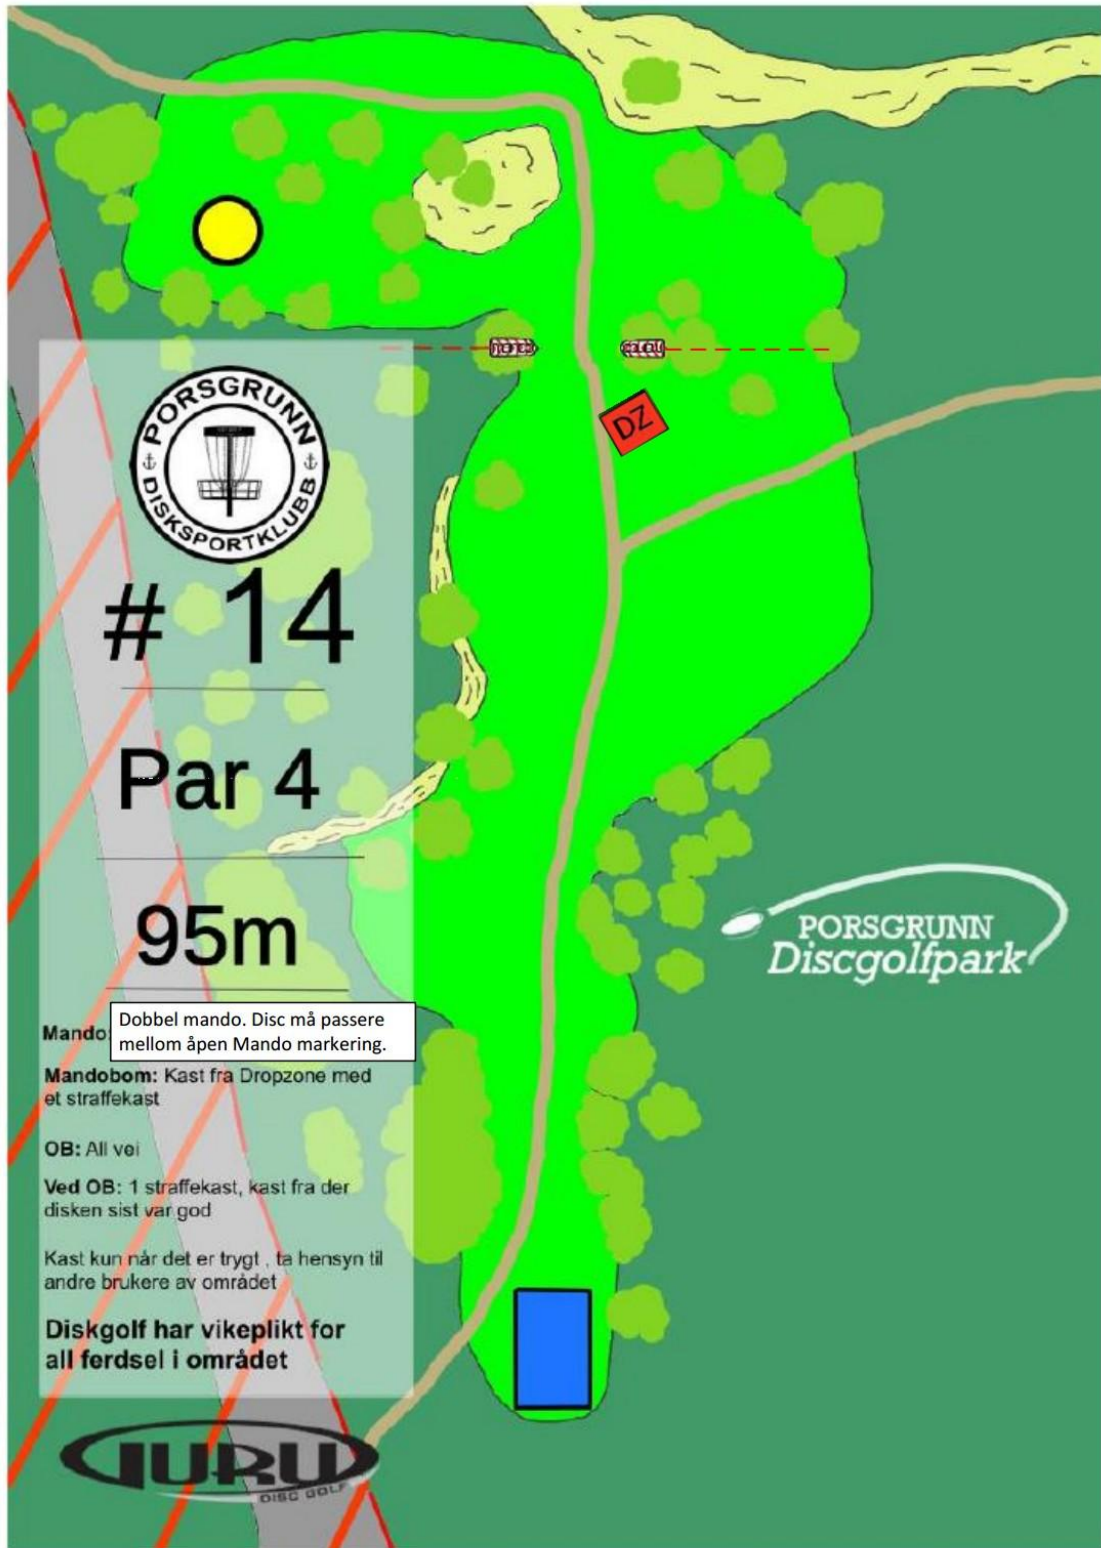 DZ
PORSGRUNN
DISKSPORTKLUBB
# 14
Par 4
95m
Mando:
Dobbel mando. Disc må passere
mellom åpen Mando markering.
Mandobom: Kast fra Dropzone med
et straffekast
OB: All vei
Ved OB: 1 straffekast, kast fra der
disken sist var god
Kast kun når det er trygt , ta hensyn til
andre brukere av området
Diskgolf har vikeplikt for
all ferdsel i området
PORSGRUNN
Discgolfpark
GURU
DISC GOLF